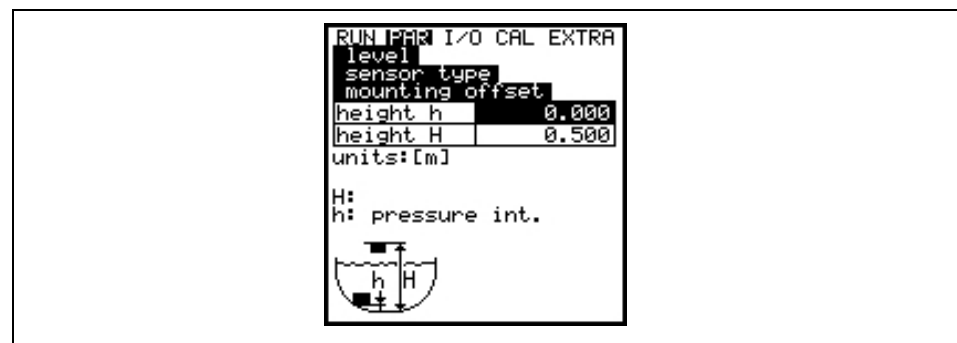 RUN PAR I/O CAL EXTRA
level
sensor type
mounting offset
height h 0.000
height H 0.500
units:[m]
H:
h: pressure int.
h H